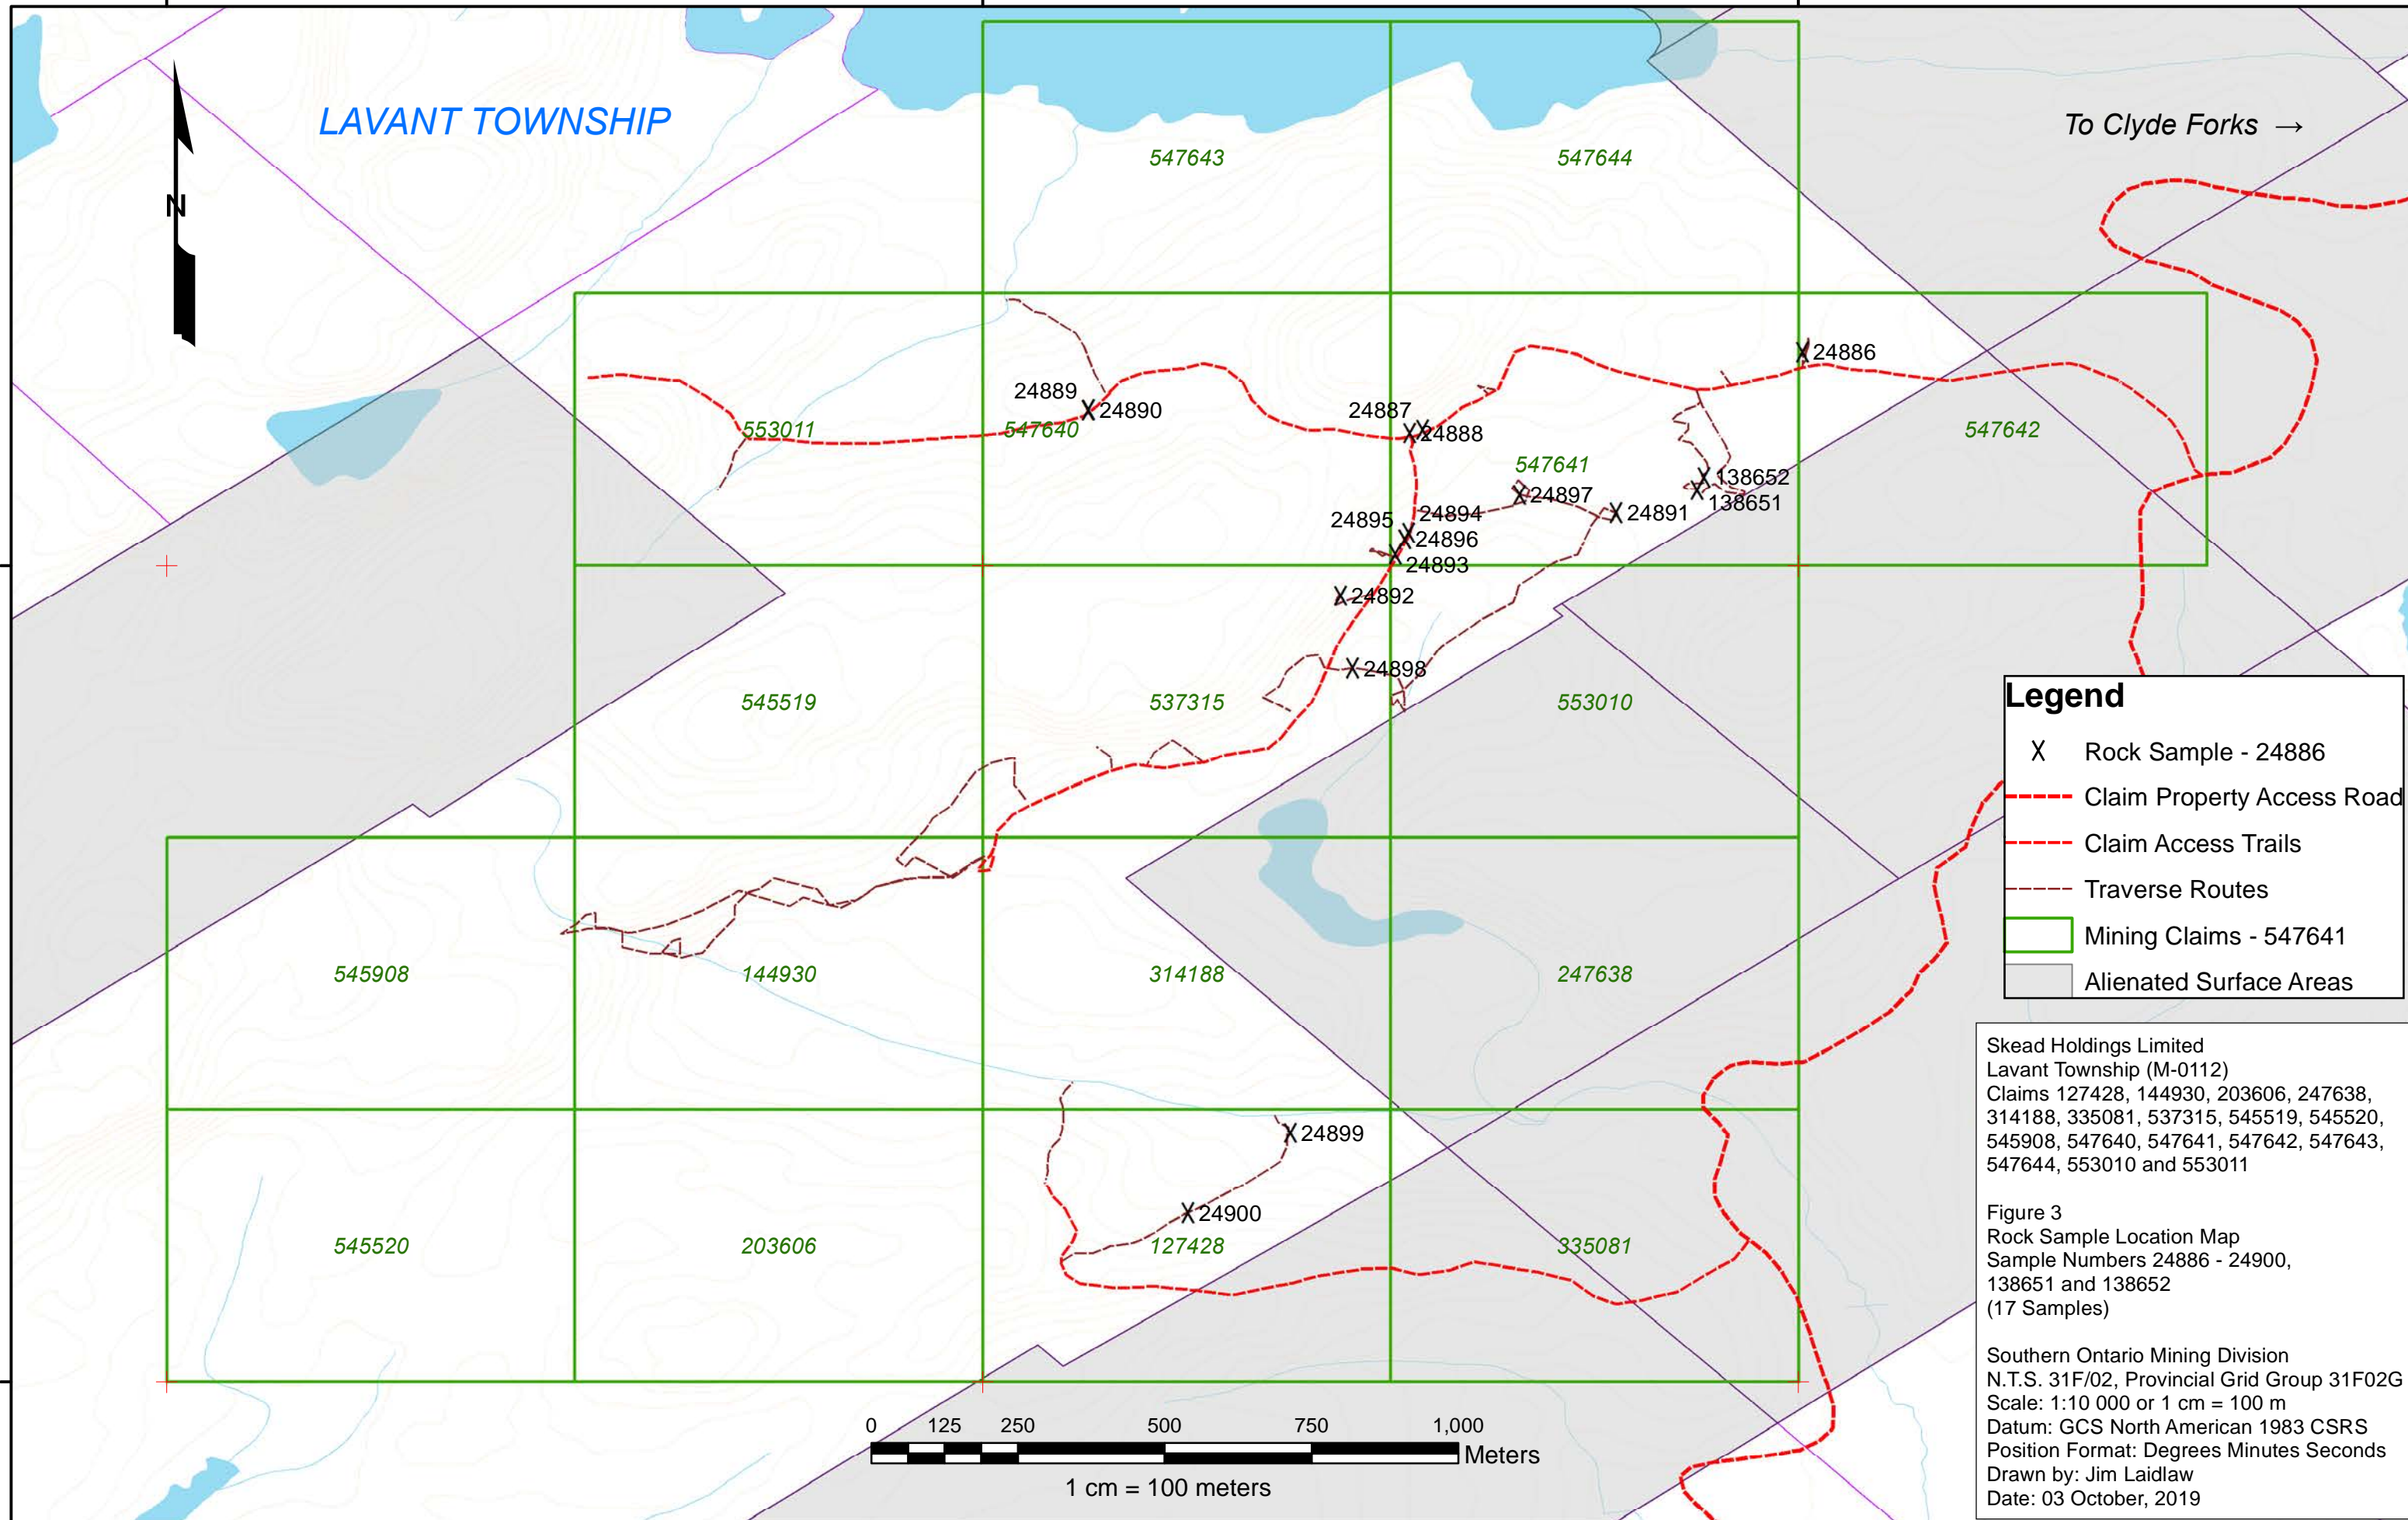 LAVANT TOWNSHIP
To Clyde Forks →
N
547643
547644
24886
24889
24890
24887
24888
553011
547640
547642
547641
138652
138651
24897
24891
24894
24895
24896
24893
24892
24898
545519
537315
553010
545908
144930
314188
247638
24899
24900
545520
203606
127428
335081
Legend
X Rock Sample - 24886
Claim Property Access Road
Claim Access Trails
Traverse Routes
Mining Claims - 547641
Alienated Surface Areas
Skead Holdings Limited
Lavant Township (M-0112)
Claims 127428, 144930, 203606, 247638,
314188, 335081, 537315, 545519, 545520,
545908, 547640, 547641, 547642, 547643,
547644, 553010 and 553011
Figure 3
Rock Sample Location Map
Sample Numbers 24886 - 24900,
138651 and 138652
(17 Samples)
Southern Ontario Mining Division
N.T.S. 31F/02, Provincial Grid Group 31F02G
Scale: 1:10 000 or 1 cm = 100 m
Datum: GCS North American 1983 CSRS
Position Format: Degrees Minutes Seconds
Drawn by: Jim Laidlaw
Date: 03 October, 2019
0 125 250 500 750 1,000
Meters
1 cm = 100 meters